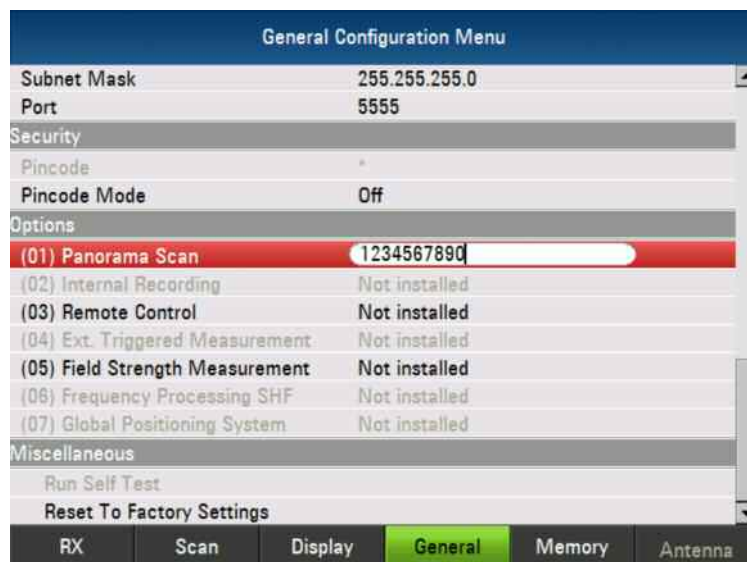 General Configuration Menu
Subnet Mask 255.255.255.0
Port 5555
Security
Pincode *
Pincode Mode Off
Options
(01) Panorama Scan 1234567890
(02) Internal Recording Not installed
(03) Remote Control Not installed
(04) Ext. Triggered Measurement Not installed
(05) Field Strength Measurement Not installed
(06) Frequency Processing SHF Not installed
(07) Global Positioning System Not installed
Miscellaneous
Run Self Test
Reset To Factory Settings
RX Scan Display General Memory Antenna